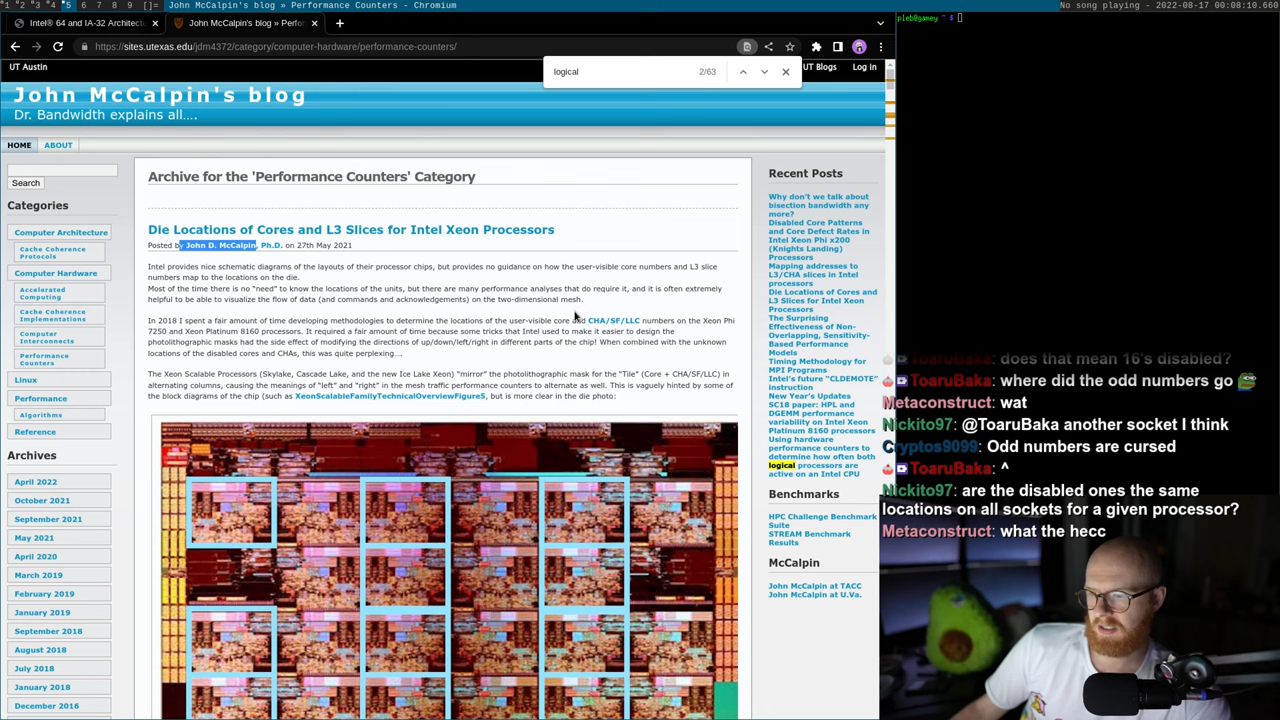 1 2 3 4 5 6 7 8 9 []= John McCalpin's blog » Performance Counters - Chromium
No song playing - 2022-08-17 00:08:10.660
Intel® 64 and IA-32 Architectu
John McCalpin's blog » Perfo
https://sites.utexas.edu/jdm4372/category/computer-hardware/performance-counters/
pleb@gamey ~ $
logical 2/63
UT Austin
UT Blogs Log In
John McCalpin's blog
Dr. Bandwidth explains all….
HOME ABOUT
Search
Categories
Computer Architecture
Cache Coherence
Protocols
Computer Hardware
Accelerated
Computing
Cache Coherence
Implementations
Computer
Interconnects
Performance
Counters
Linux
Performance
Algorithms
Reference
Archives
April 2022
October 2021
September 2021
May 2021
April 2020
March 2019
February 2019
January 2019
September 2018
August 2018
July 2018
January 2018
December 2016
Archive for the 'Performance Counters' Category
Die Locations of Cores and L3 Slices for Intel Xeon Processors
Posted by John D. McCalpin, Ph.D. on 27th May 2021
Intel provides nice schematic diagrams of the layouts of their processor chips, but provides no guidance on how the user-visible core numbers and L3 slice
numbers map to the locations on the die.
Most of the time there is no "need" to know the locations of the units, but there are many performance analyses that do require it, and it is often extremely
helpful to be able to visualize the flow of data (and commands and acknowledgements) on the two-dimensional mesh.
In 2018 I spent a fair amount of time developing methodologies to determine the locations of the user-visible core and CHA/SF/LLC numbers on the Xeon Phi
7250 and Xeon Platinum 8160 processors. It required a fair amount of time because some tricks that Intel used to make it easier to design the
photolithographic masks had the side effect of modifying the directions of up/down/left/right in different parts of the chip! When combined with the unknown
locations of the disabled cores and CHAs, this was quite perplexing….
The Xeon Scalable Processors (Skylake, Cascade Lake, and the new Ice Lake Xeon) "mirror" the photolithographic mask for the "Tile" (Core + CHA/SF/LLC) in
alternating columns, causing the meanings of "left" and "right" in the mesh traffic performance counters to alternate as well. This is vaguely hinted by some of
the block diagrams of the chip (such as XeonScalableFamilyTechnicalOverviewFigure5, but is more clear in the die photo:
Recent Posts
Why don't we talk about
bisection bandwidth any
more?
Disabled Core Patterns
and Core Defect Rates in
Intel Xeon Phi x200
(Knights Landing)
Processors
Mapping addresses to
L3/CHA slices in Intel
processors
Die Locations of Cores and
L3 Slices for Intel Xeon
Processors
The Surprising
Effectiveness of Non-
Overlapping, Sensitivity-
Based Performance
Models
Timing Methodology for
MPI Programs
Intel's future "CLDEMOTE"
instruction
New Year's Updates
SC18 paper: HPL and
DGEMM performance
variability on Intel Xeon
Platinum 8160 processors
Using hardware
performance counters to
determine how often both
logical processors are
active on an Intel CPU
Benchmarks
HPC Challenge Benchmark
Suite
STREAM Benchmark
Results
McCalpin
John McCalpin at TACC
John McCalpin at U.Va.
ToaruBaka: does that mean 16's disabled?
ToaruBaka: where did the odd numbers go
Metaconstruct: wat
Nickito97: @ToaruBaka another socket I think
Cryptos9099: Odd numbers are cursed
ToaruBaka: ^
Nickito97: are the disabled ones the same
locations on all sockets for a given processor?
Metaconstruct: what the hecc